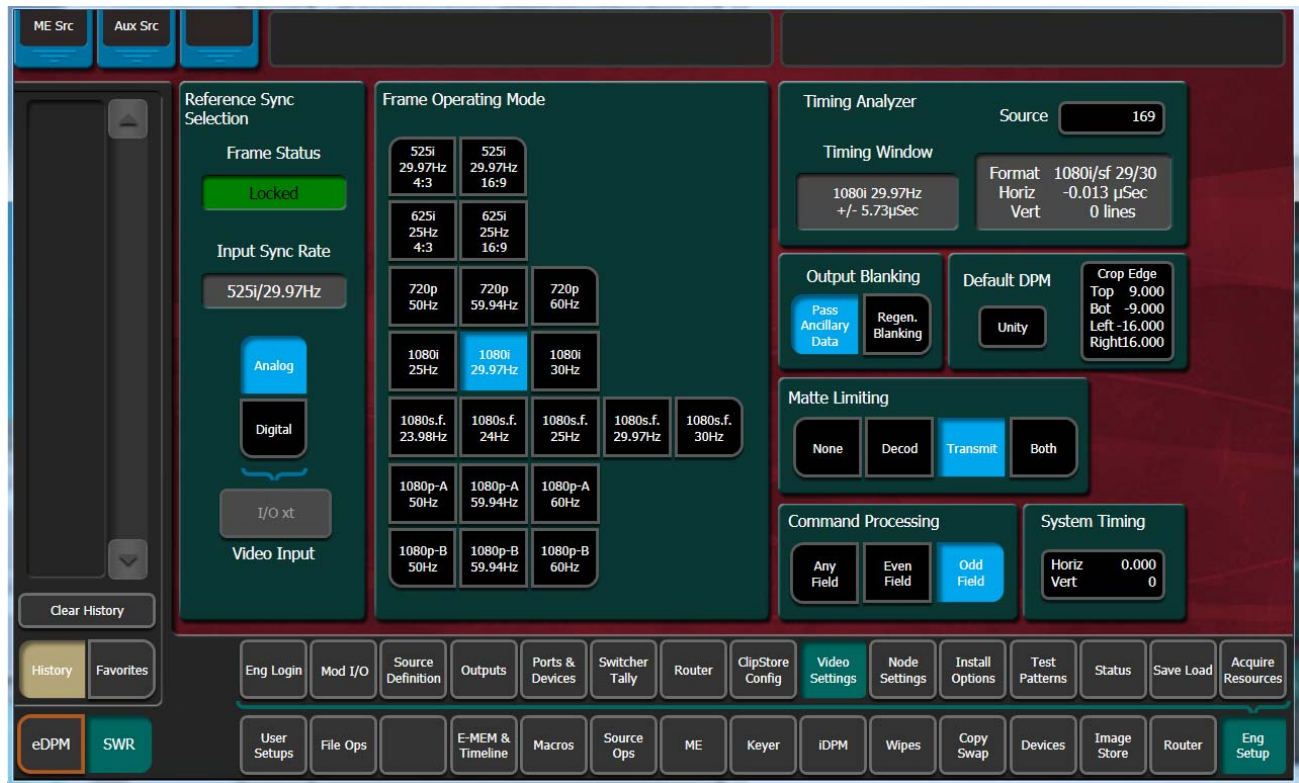 ME Src
Aux Src
Reference Sync
Selection
Frame Status
Locked
Input Sync Rate
525i/29.97Hz
Analog
Digital
I/O xt
Video Input
Frame Operating Mode
525i
29.97Hz
4:3
525i
29.97Hz
16:9
625i
25Hz
4:3
625i
25Hz
16:9
720p
50Hz
720p
59.94Hz
720p
60Hz
1080i
25Hz
1080i
29.97Hz
1080i
30Hz
1080s.f.
23.98Hz
1080s.f.
24Hz
1080s.f.
25Hz
1080s.f.
29.97Hz
1080s.f.
30Hz
1080p-A
50Hz
1080p-A
59.94Hz
1080p-A
60Hz
1080p-B
50Hz
1080p-B
59.94Hz
1080p-B
60Hz
Timing Analyzer
Source 169
Timing Window
1080i 29.97Hz
+/- 5.73µSec
Format 1080i/sf 29/30
Horiz -0.013 µSec
Vert 0 lines
Output Blanking
Pass
Ancillary
Data
Regen.
Blanking
Default DPM
Unity
Crop Edge
Top 9.000
Bot -9.000
Left -16.000
Right16.000
Matte Limiting
None
Decod
Transmit
Both
Command Processing
Any
Field
Even
Field
Odd
Field
System Timing
Horiz 0.000
Vert 0
Clear History
History
Favorites
Eng Login
Mod I/O
Source
Definition
Outputs
Ports &
Devices
Switcher
Tally
Router
ClipStore
Config
Video
Settings
Node
Settings
Install
Options
Test
Patterns
Status
Save Load
Acquire
Resources
eDPM
SWR
User
Setups
File Ops
E-MEM &
Timeline
Macros
Source
Ops
ME
Keyer
iDPM
Wipes
Copy
Swap
Devices
Image
Store
Router
Eng
Setup